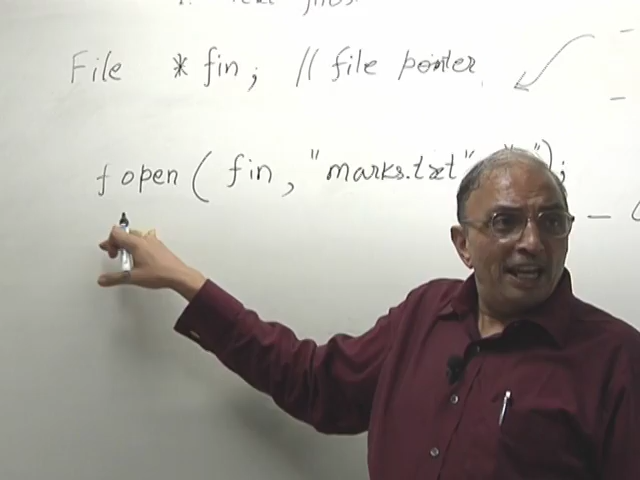 File * fin; // file pointer
fopen ( fin, "marks.txt" " ");